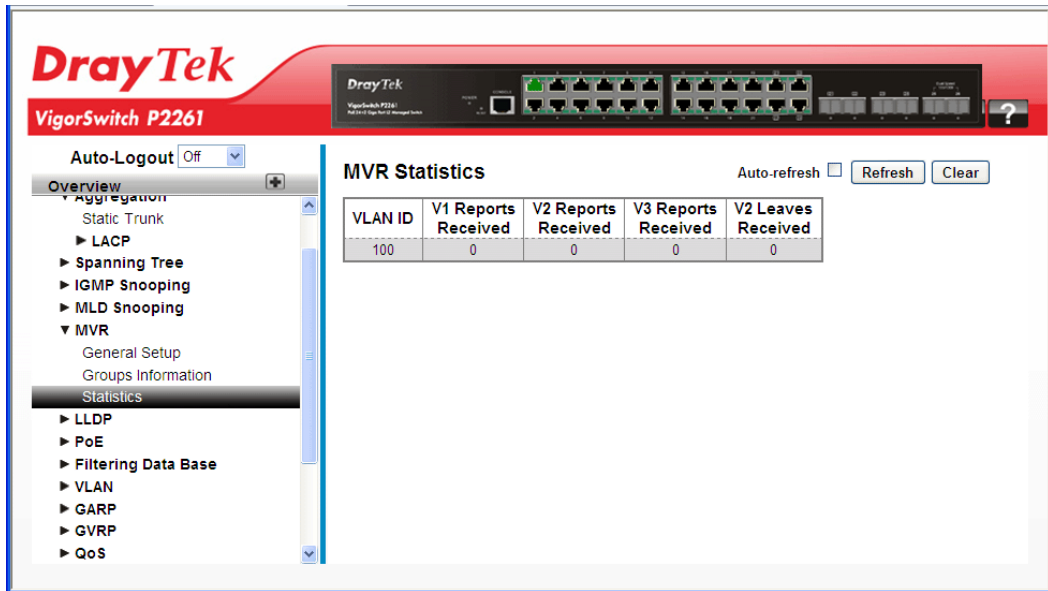 DrayTek
VigorSwitch P2261
DrayTek
VigorSwitch P2261
CONSOLE
POWER
?
Auto-Logout Off
Overview
Aggregation
Static Trunk
LACP
Spanning Tree
IGMP Snooping
MLD Snooping
MVR
General Setup
Groups Information
Statistics
LLDP
PoE
Filtering Data Base
VLAN
GARP
GVRP
QoS
MVR Statistics
Auto-refresh Refresh Clear
VLAN ID V1 Reports Received V2 Reports Received V3 Reports Received V2 Leaves Received
100 0 0 0 0